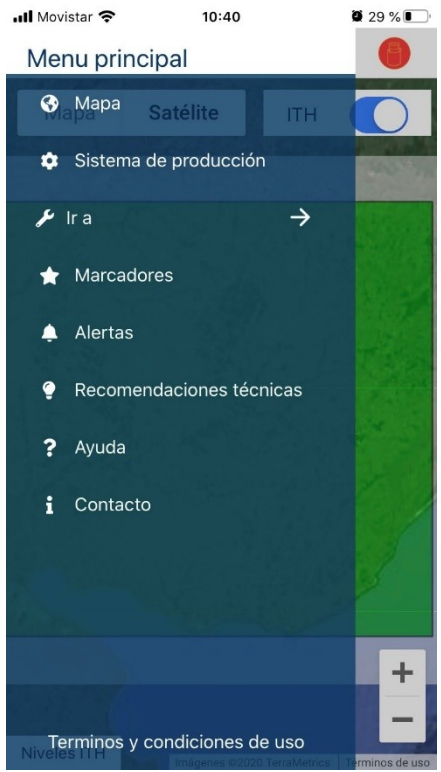 Movistar 10:40 29 %
Menu principal
Mapa
Mapa Satélite ITH
Sistema de producción
Ir a
Marcadores
Alertas
Recomendaciones técnicas
? Ayuda
Contacto
+
−
Terminos y condiciones de uso
Niveles ITH Imágenes ©2020 TerraMetrics Términos de uso